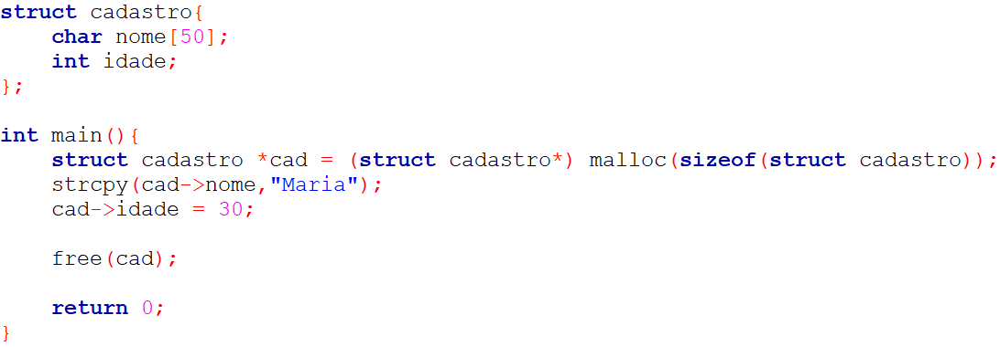 struct cadastro{
    char nome[50];
    int idade;
};

int main(){
    struct cadastro *cad = (struct cadastro*) malloc(sizeof(struct cadastro));
    strcpy(cad->nome,"Maria");
    cad->idade = 30;

    free(cad);

    return 0;
}